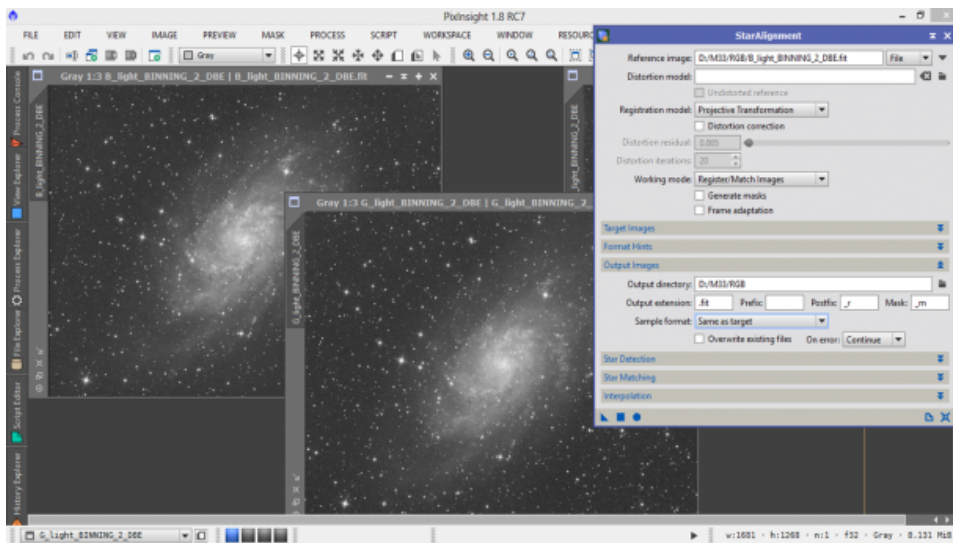 PixInsight 1.8 RC7
FILE EDIT VIEW IMAGE PREVIEW MASK PROCESS SCRIPT WORKSPACE WINDOW RESOURC
Gray
Gray 1:3 B_light_BINNING_2_DBE | B_light_BINNING_2_DBE.fit
B_light_BINNING_2_DBE
Gray 1:3 G_light_BINNING_2_DBE | G_light_BINNING_2_
G_light_BINNING_2_DBE
_light_BINNING_2_DBE
Process Console
View Explorer
Process Explorer
File Explorer
Script Editor
History Explorer
StarAlignment
Reference image: D:/M33/RGB/B_light_BINNING_2_DBE.fit File
Distortion model:
Undistorted reference
Registration model: Projective Transformation
Distortion correction
Distortion residual: 0.005
Distortion iterations: 20
Working mode: Register/Match Images
Generate masks
Frame adaptation
Target Images
Format Hints
Output Images
Output directory: D:/M33/RGB
Output extension: .fit Prefix: Postfix: _r Mask: _m
Sample format: Same as target
Overwrite existing files On error: Continue
Star Detection
Star Matching
Interpolation
G_light_BINNING_2_DBE
w:1681 · h:1268 · n:1 · f32 · Gray · 8.131 MiB